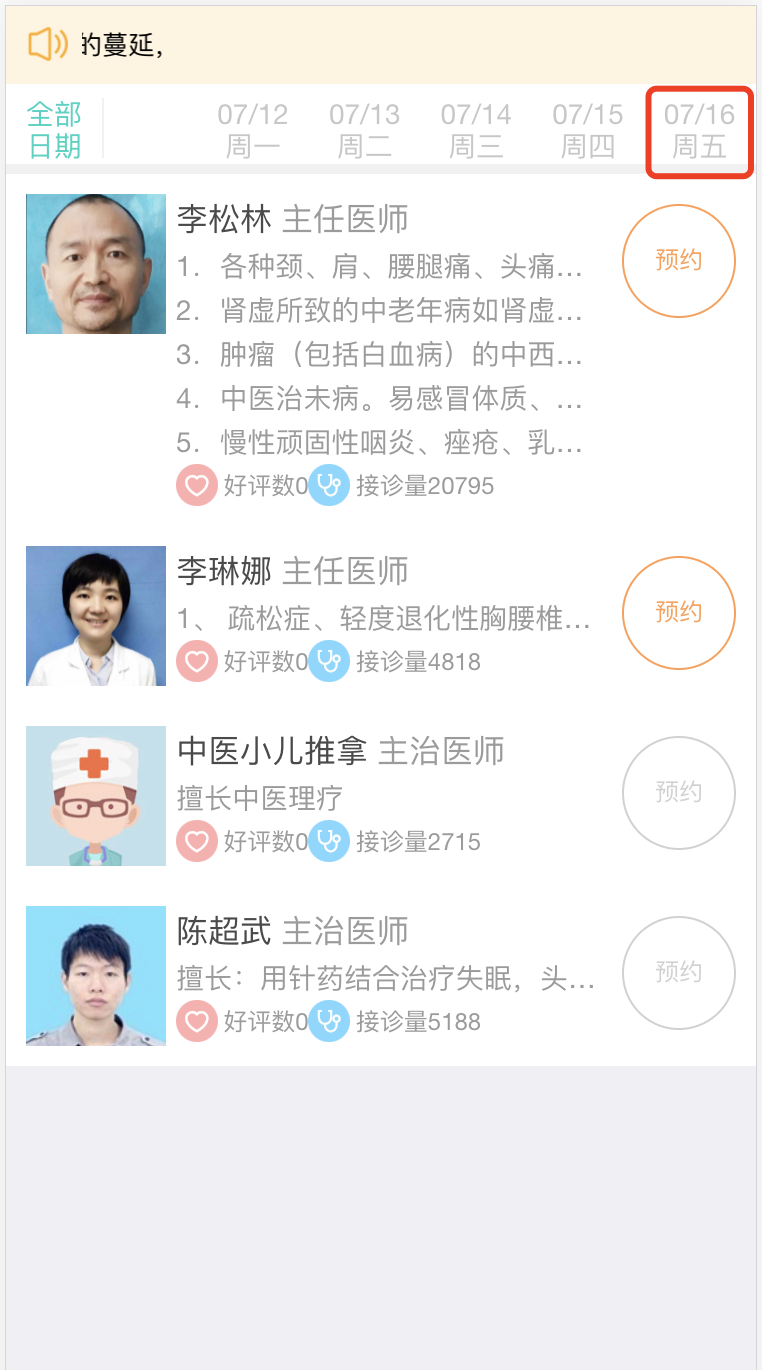 的蔓延，
全部日期
07/12 07/13 07/14 07/15 07/16
周一 周二 周三 周四 周五
李松林 主任医师
1. 各种颈、肩、腰腿痛、头痛…
2. 肾虚所致的中老年病如肾虚…
3. 肿瘤（包括白血病）的中西…
4. 中医治未病。易感冒体质、…
5. 慢性顽固性咽炎、痤疮、乳…
好评数0 接诊量20795
预约
李琳娜 主任医师
1、 疏松症、轻度退化性胸腰椎…
好评数0 接诊量4818
预约
中医小儿推拿 主治医师
擅长中医理疗
好评数0 接诊量2715
预约
陈超武 主治医师
擅长：用针药结合治疗失眠，头…
好评数0 接诊量5188
预约